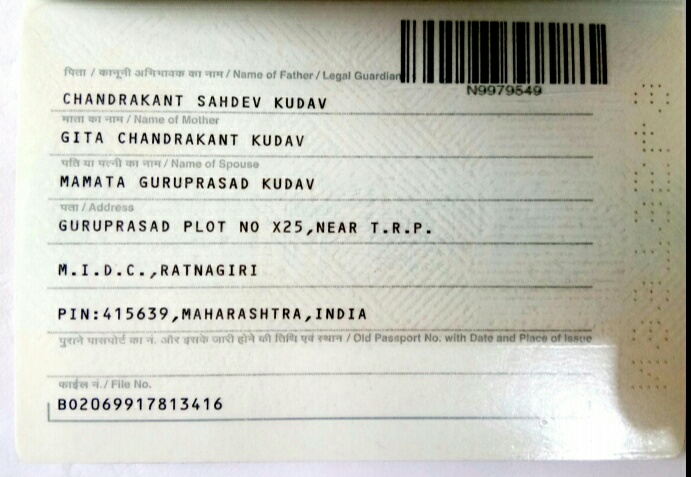 पिता / कानूनी अभिभावक का नाम / Name of Father / Legal Guardian
N9979549
CHANDRAKANT SAHDEV KUDAV
माता का नाम / Name of Mother
GITA CHANDRAKANT KUDAV
पति या पत्नी का नाम / Name of Spouse
MAMATA GURUPRASAD KUDAV
पता / Address
GURUPRASAD PLOT NO X25,NEAR T.R.P.
M.I.D.C.,RATNAGIRI
PIN:415639,MAHARASHTRA,INDIA
पुराने पासपोर्ट का नं. और इसके जारी होने की तिथि एवं स्थान / Old Passport No. with Date and Place of Issue
फाईल नं. / File No.
BO2069917813416